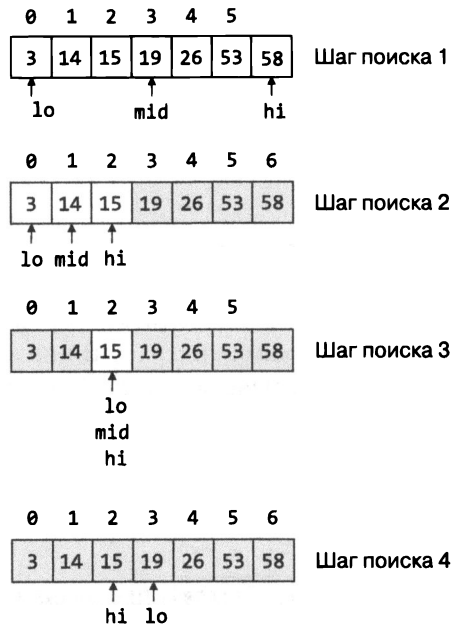 0 1 2 3 4 5
3 14 15 19 26 53 58 Шаг поиска 1
lo mid hi
0 1 2 3 4 5 6
3 14 15 19 26 53 58 Шаг поиска 2
lo mid hi
0 1 2 3 4 5
3 14 15 19 26 53 58 Шаг поиска 3
lo
mid
hi
0 1 2 3 4 5 6
3 14 15 19 26 53 58 Шаг поиска 4
hi lo